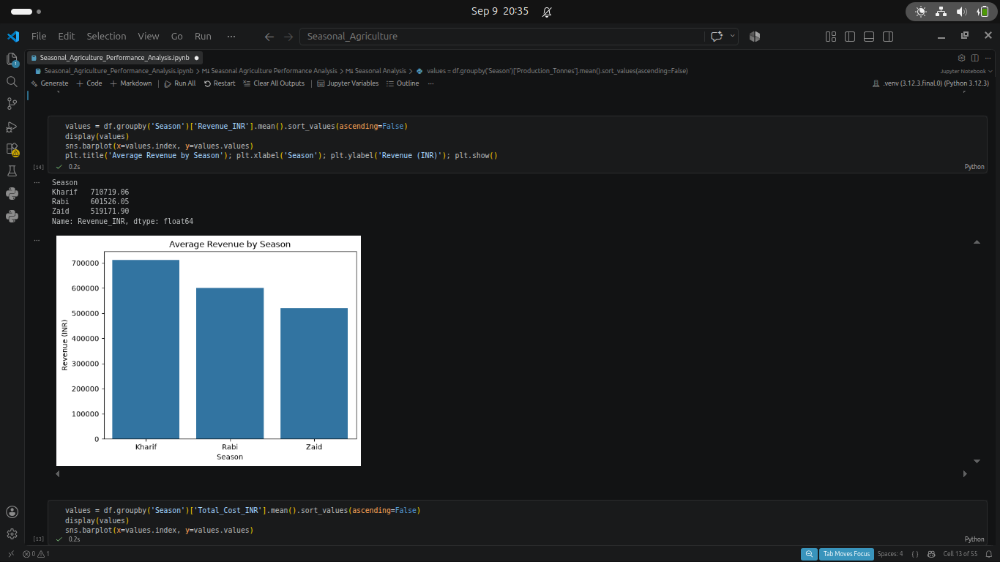 Sep 9 20:35
File Edit Selection View Go Run ···
Seasonal_Agriculture
Seasonal_Agriculture_Performance_Analysis.ipynb
Seasonal_Agriculture_Performance_Analysis.ipynb > M↓ Seasonal Agriculture Performance Analysis > M↓ Seasonal Analysis > values = df.groupby('Season')['Production_Tonnes'].mean().sort_values(ascending=False)
Jupyter Notebook
Generate + Code + Markdown Run All Restart Clear All Outputs Jupyter Variables Outline ···
.venv (3.12.3.final.0) (Python 3.12.3)
values = df.groupby('Season')['Revenue_INR'].mean().sort_values(ascending=False)
display(values)
sns.barplot(x=values.index, y=values.values)
plt.title('Average Revenue by Season'); plt.xlabel('Season'); plt.ylabel('Revenue (INR)'); plt.show()
[14] 0.2s Python
Season
Kharif 710719.06
Rabi 601526.05
Zaid 519171.90
Name: Revenue_INR, dtype: float64
Average Revenue by Season
700000
600000
500000
400000
300000
200000
100000
0
Revenue (INR)
Kharif Rabi Zaid
Season
values = df.groupby('Season')['Total_Cost_INR'].mean().sort_values(ascending=False)
display(values)
sns.barplot(x=values.index, y=values.values)
[13] 0.2s Python
0 1 Tab Moves Focus Spaces: 4 Cell 13 of 55